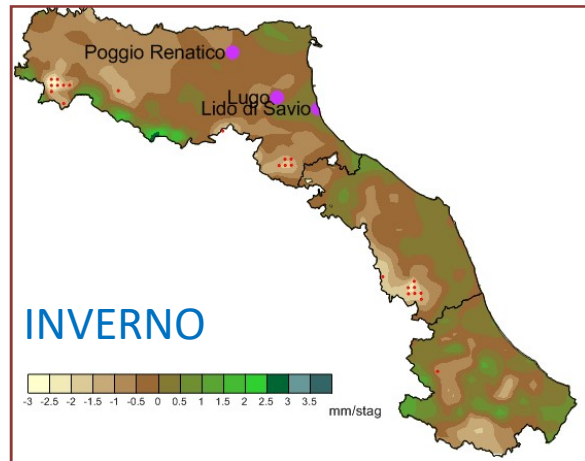 Poggio Renatico
Lugo
Lido di Savio
INVERNO
-3 -2.5 -2 -1.5 -1 -0.5 0 0.5 1 1.5 2 2.5 3 3.5
mm/stag